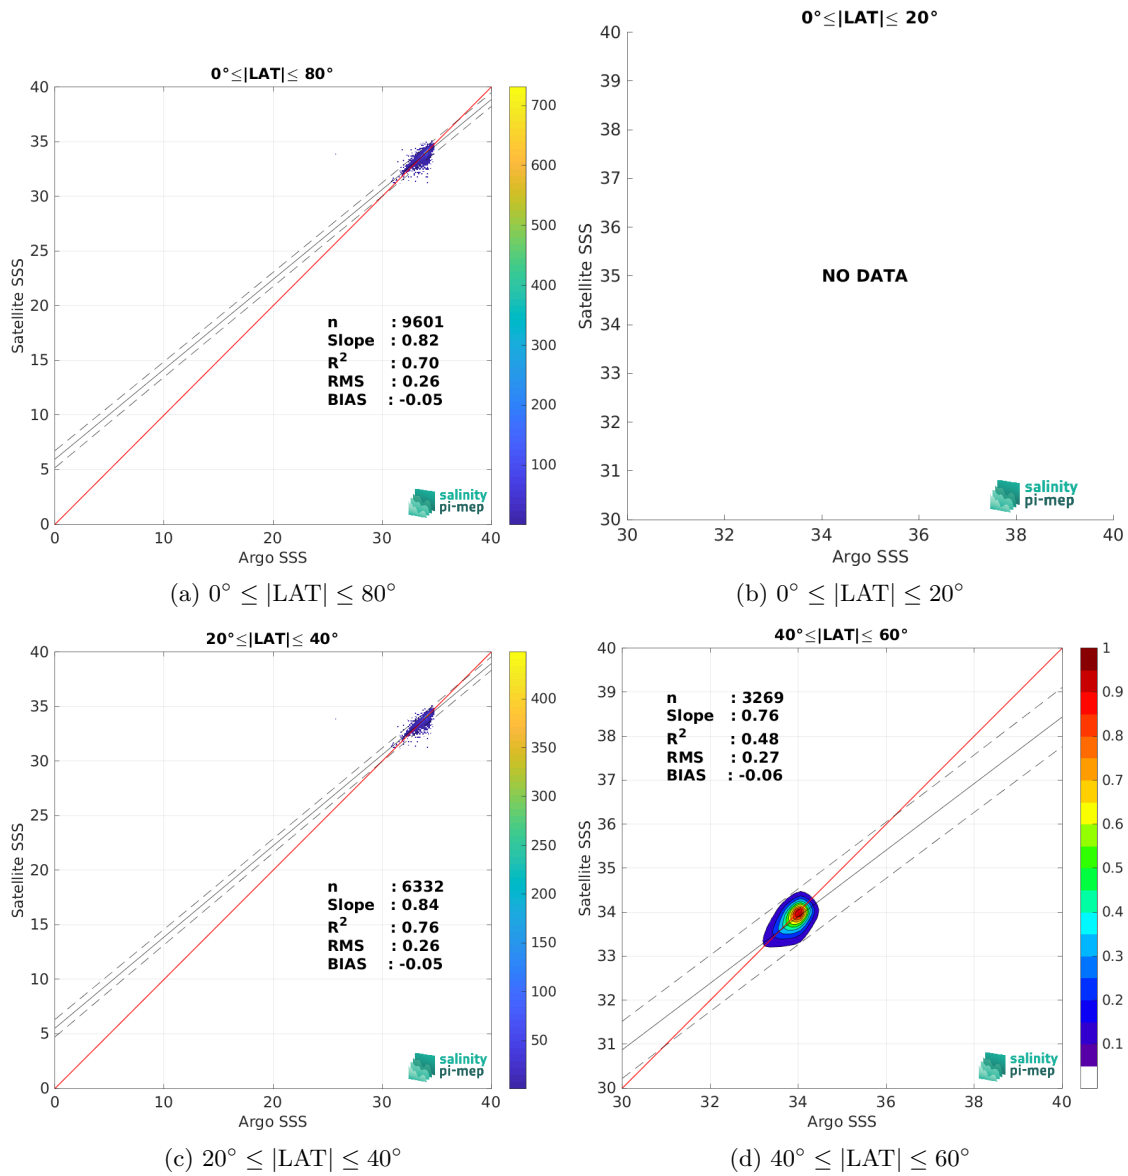 0°≤|LAT|≤ 80°
40
35
30
25
20
15
10
5
0
0
10
20
30
40
Satellite SSS
Argo SSS
n : 9601
Slope : 0.82
R² : 0.70
RMS : 0.26
BIAS : -0.05
700
600
500
400
300
200
100
salinity
pi-mep
(a) 0° ≤ |LAT| ≤ 80°
0°≤|LAT|≤ 20°
40
39
38
37
36
35
34
33
32
31
30
30
32
34
36
38
40
Satellite SSS
Argo SSS
NO DATA
salinity
pi-mep
(b) 0° ≤ |LAT| ≤ 20°
20°≤|LAT|≤ 40°
40
35
30
25
20
15
10
5
0
0
10
20
30
40
Satellite SSS
Argo SSS
n : 6332
Slope : 0.84
R² : 0.76
RMS : 0.26
BIAS : -0.05
400
350
300
250
200
150
100
50
salinity
pi-mep
(c) 20° ≤ |LAT| ≤ 40°
40°≤|LAT|≤ 60°
40
39
38
37
36
35
34
33
32
31
30
30
32
34
36
38
40
Satellite SSS
Argo SSS
n : 3269
Slope : 0.76
R² : 0.48
RMS : 0.27
BIAS : -0.06
1
0.9
0.8
0.7
0.6
0.5
0.4
0.3
0.2
0.1
salinity
pi-mep
(d) 40° ≤ |LAT| ≤ 60°